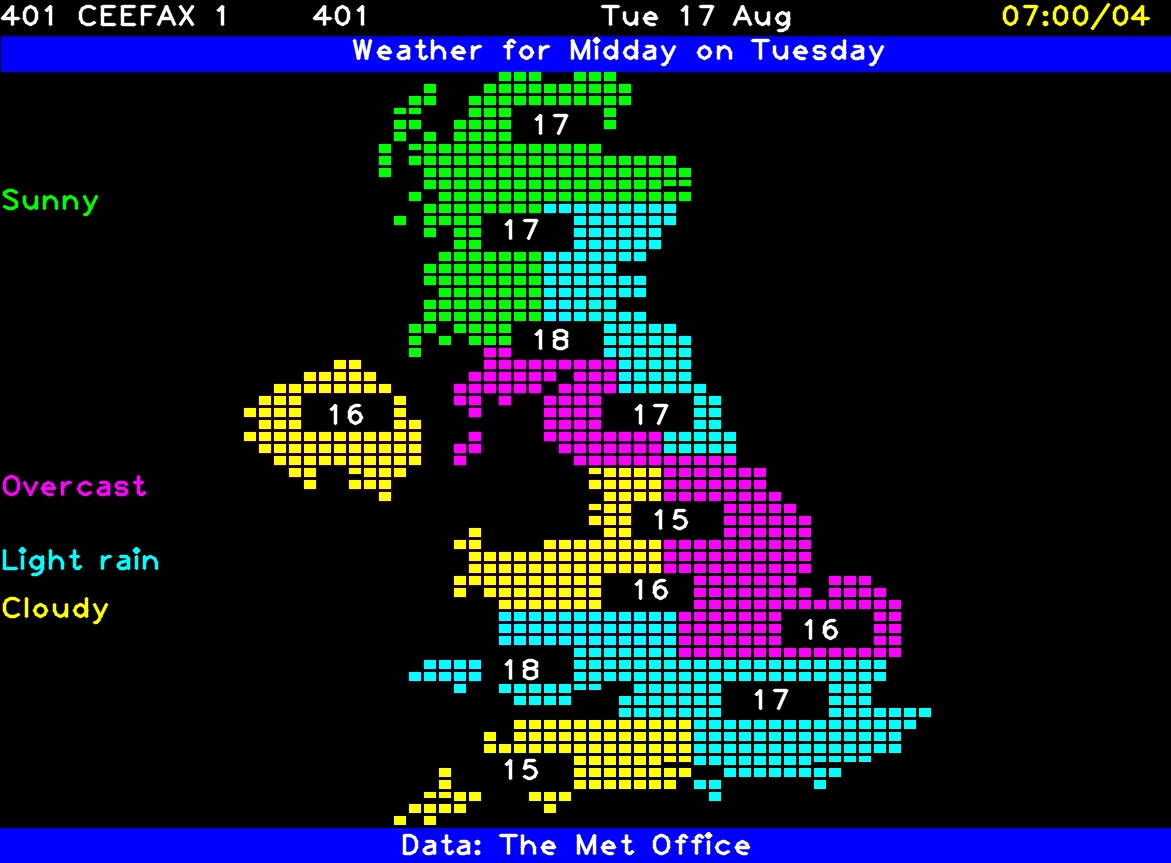 401 CEEFAX 1 401 Tue 17 Aug 07:00/04
Weather for Midday on Tuesday
17
Sunny
17
18
16 17
Overcast
15
Light rain
16
Cloudy
16
18
17
15
Data: The Met Office